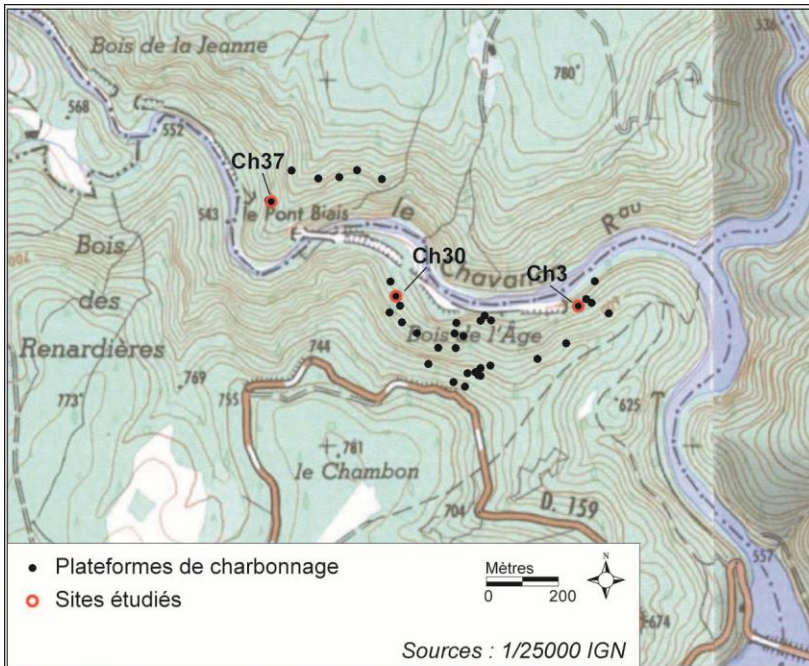 Bois de la Jeanne
536
780
568
552
Ch37
le Pont Biais
le
543
Rau
Ch30
Ch3
Bois
des
Renardières
Bois de l'Âge
744
769
755
773
625
781
le Chambon
704
D. 159
557
674
Plateformes de charbonnage
Sites étudiés
Mètres
0 200
N
Sources : 1/25000 IGN